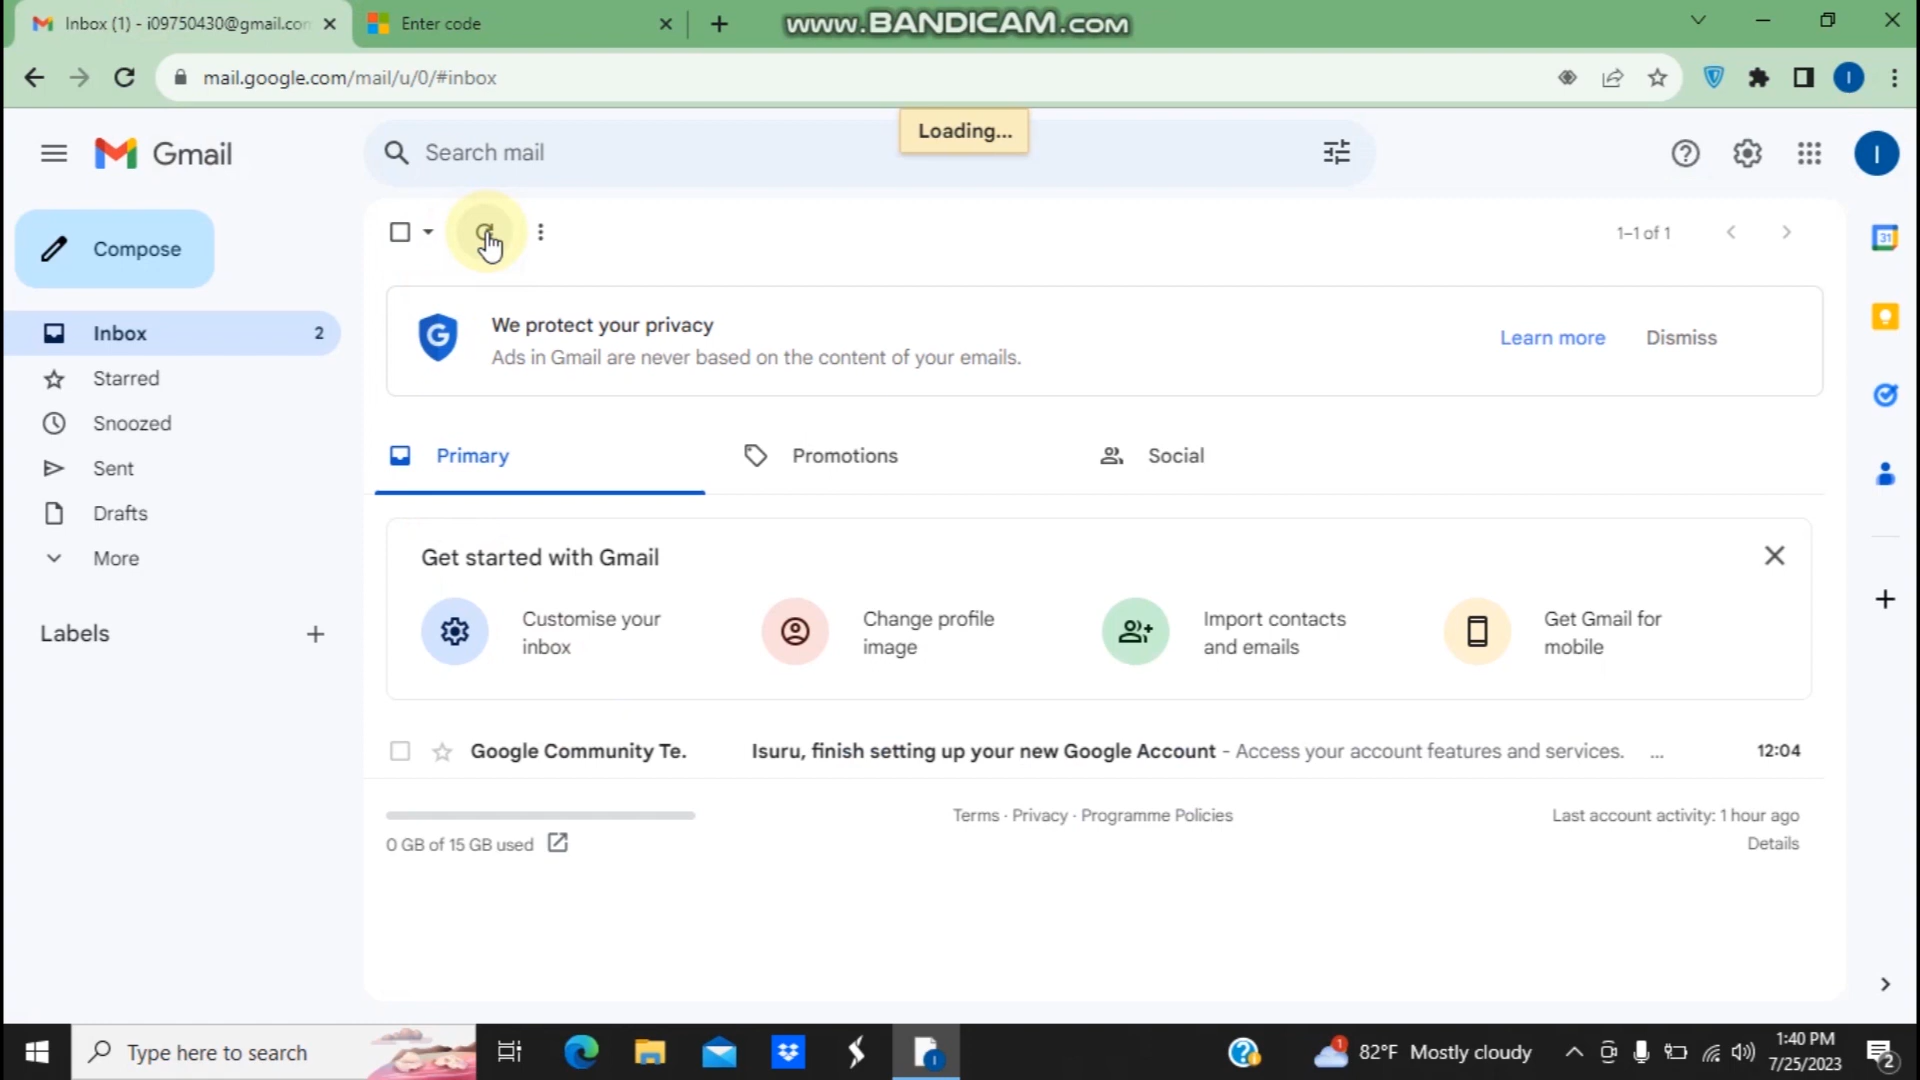 Inbox (1) - i09750430@gmail.con
Enter code
www.BANDICAM.com
mail.google.com/mail/u/0/#inbox
I
Loading...
Gmail
Search mail
I
Compose
1–1 of 1
31
Inbox 2
Starred
Snoozed
Sent
Drafts
More
Labels
G
We protect your privacy
Ads in Gmail are never based on the content of your emails.
Learn more
Dismiss
Primary
Promotions
Social
Get started with Gmail
Customise your
inbox
Change profile
image
Import contacts
and emails
Get Gmail for
mobile
Google Community Te. Isuru, finish setting up your new Google Account - Access your account features and services. ... 12:04
0 GB of 15 GB used
Terms · Privacy · Programme Policies
Last account activity: 1 hour ago
Details
Type here to search
1
82°F Mostly cloudy
1:40 PM
7/25/2023
2